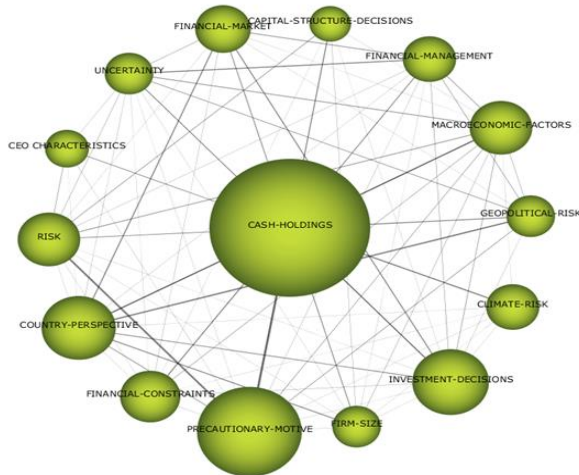 FINANCIAL-MARKET
CAPITAL-STRUCTURE-DECISIONS
FINANCIAL-MANAGEMENT
UNCERTAINTY
MACROECONOMIC-FACTORS
CEO CHARACTERISTICS
GEOPOLITICAL-RISK
CASH-HOLDINGS
RISK
CLIMATE-RISK
COUNTRY-PERSPECTIVE
INVESTMENT-DECISIONS
FINANCIAL-CONSTRAINTS
FIRM-SIZE
PRECAUTIONARY-MOTIVE